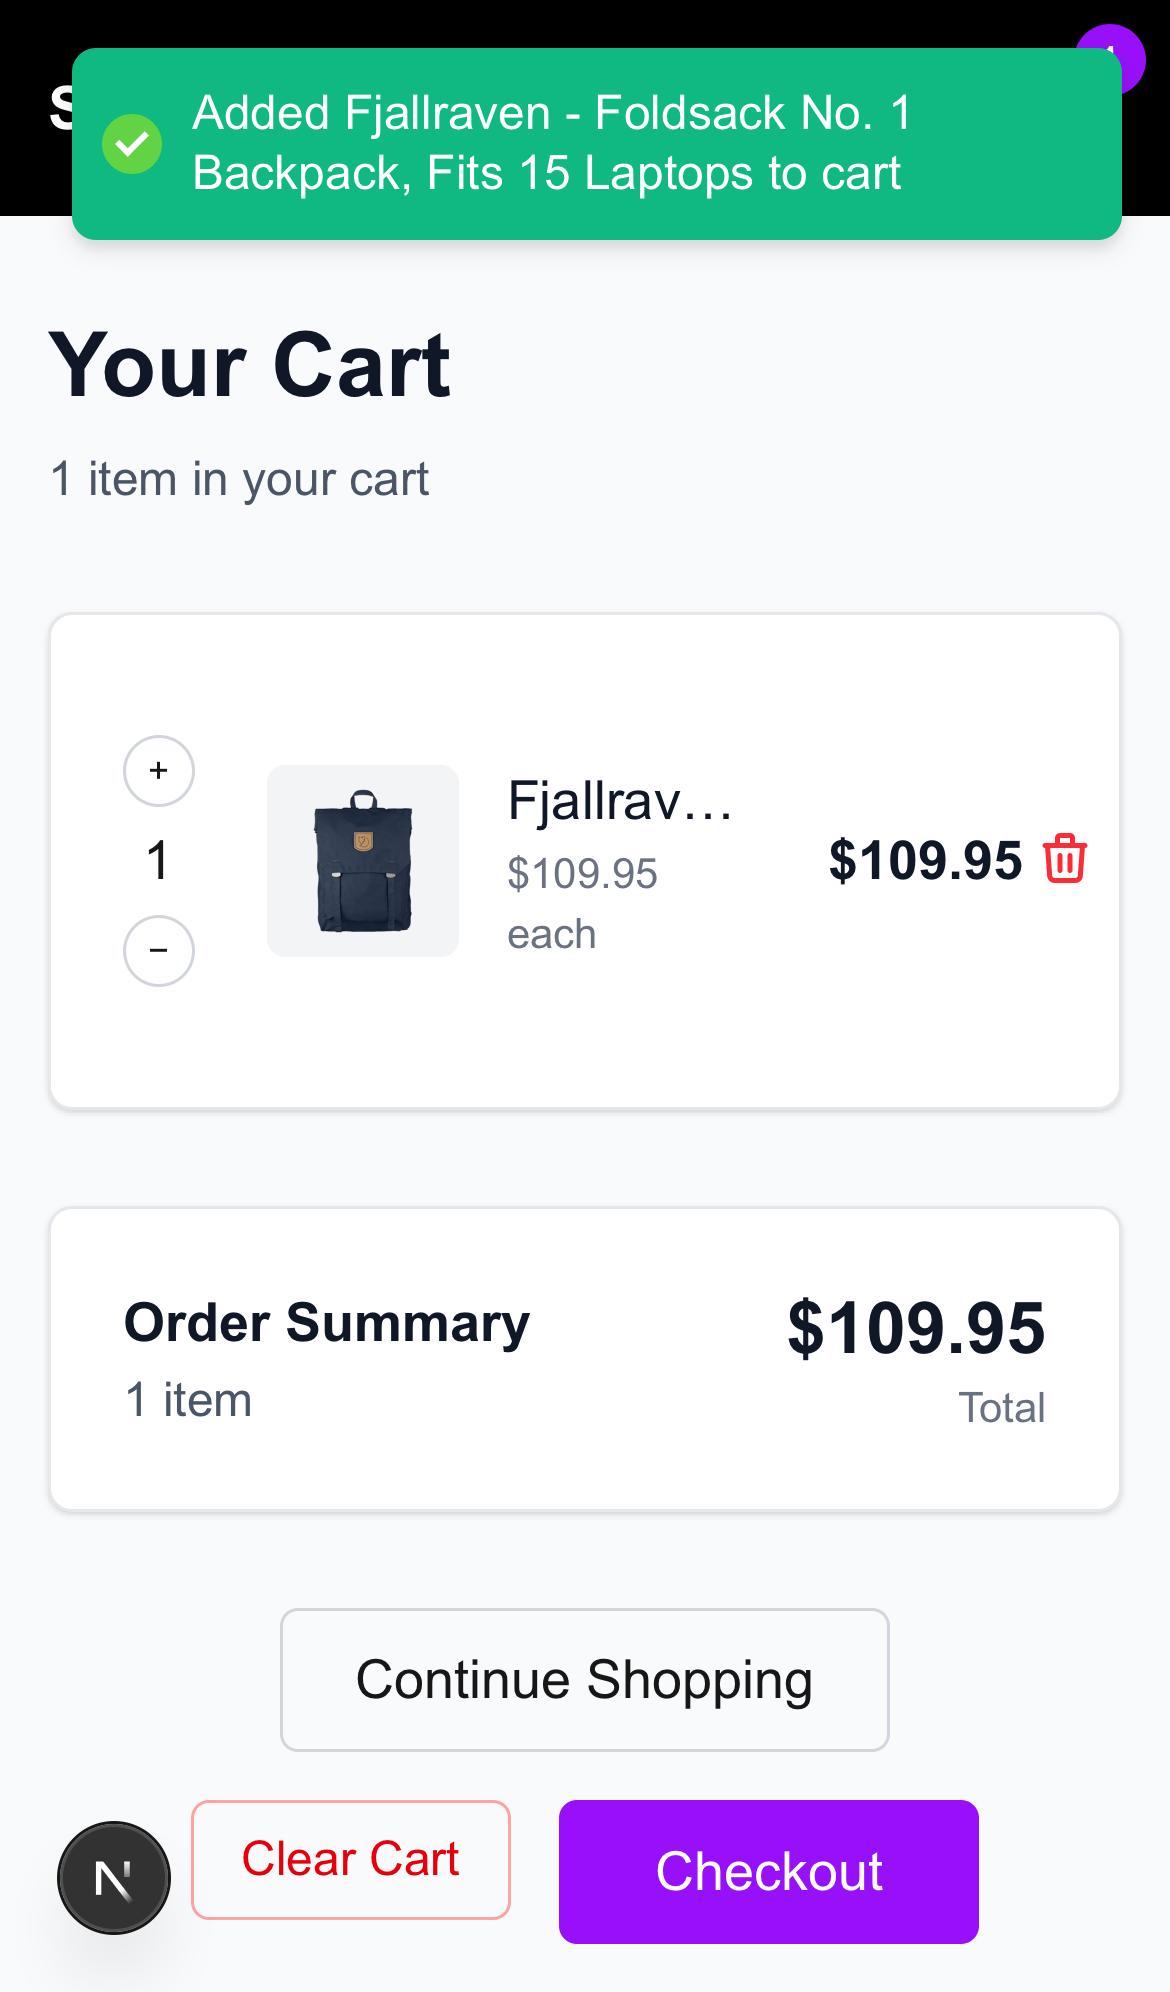 Added Fjallraven - Foldsack No. 1
Backpack, Fits 15 Laptops to cart
Your Cart
1 item in your cart
+
1
−
Fjallrav…
$109.95
each
$109.95
Order Summary
1 item
$109.95
Total
Continue Shopping
Clear Cart
Checkout
N